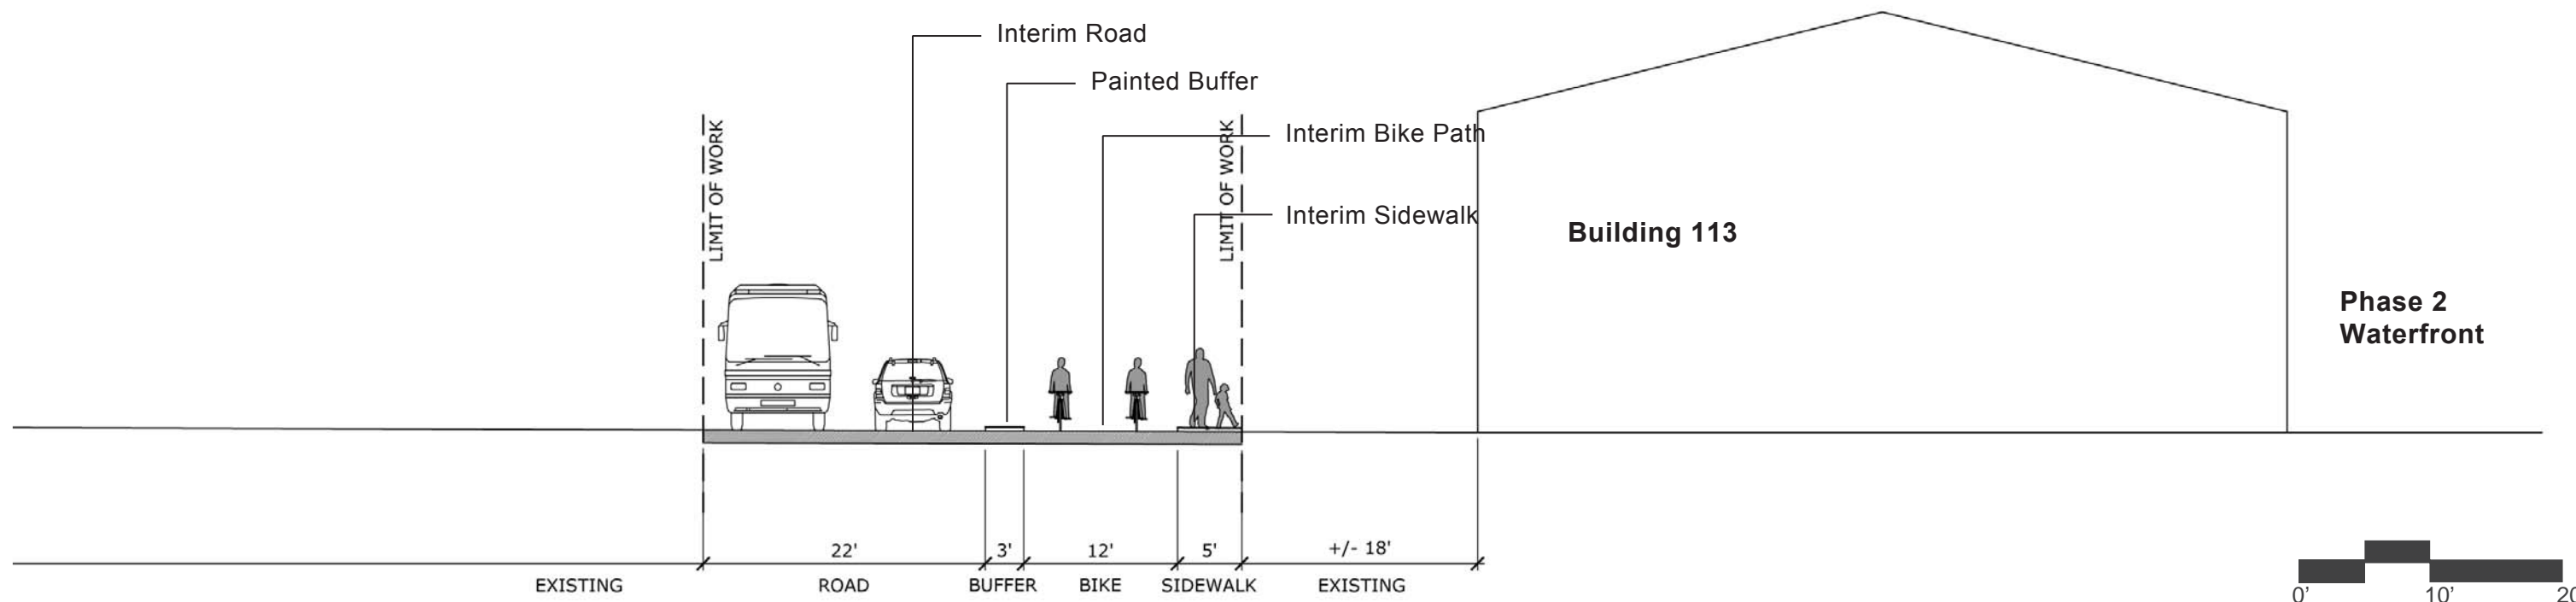 Interim Road
Painted Buffer
Interim Bike Path
Interim Sidewalk
LIMIT OF WORK
LIMIT OF WORK
Building 113
Phase 2
Waterfront
22'
3'
12'
5'
+/- 18'
EXISTING
ROAD
BUFFER
BIKE
SIDEWALK
EXISTING
0'
10'
20